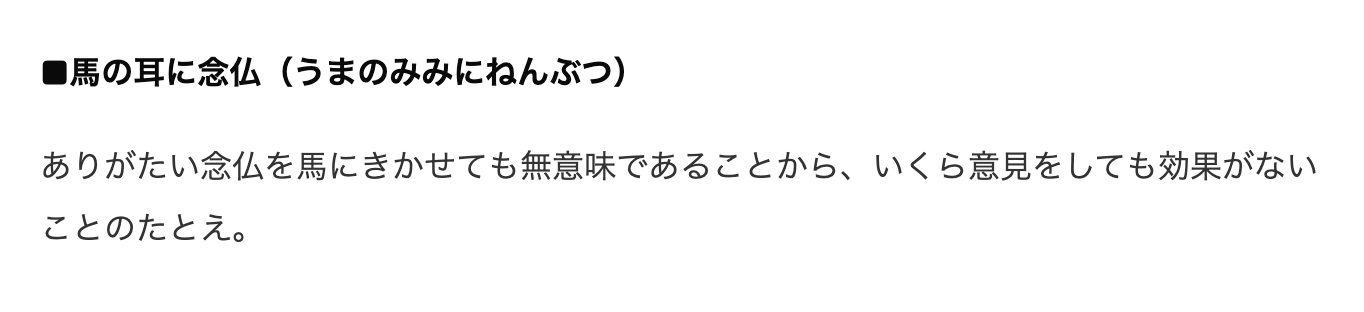 ■馬の耳に念仏（うまのみみにねんぶつ）
ありがたい念仏を馬にきかせても無意味であることから、いくら意見をしても効果がない
ことのたとえ。